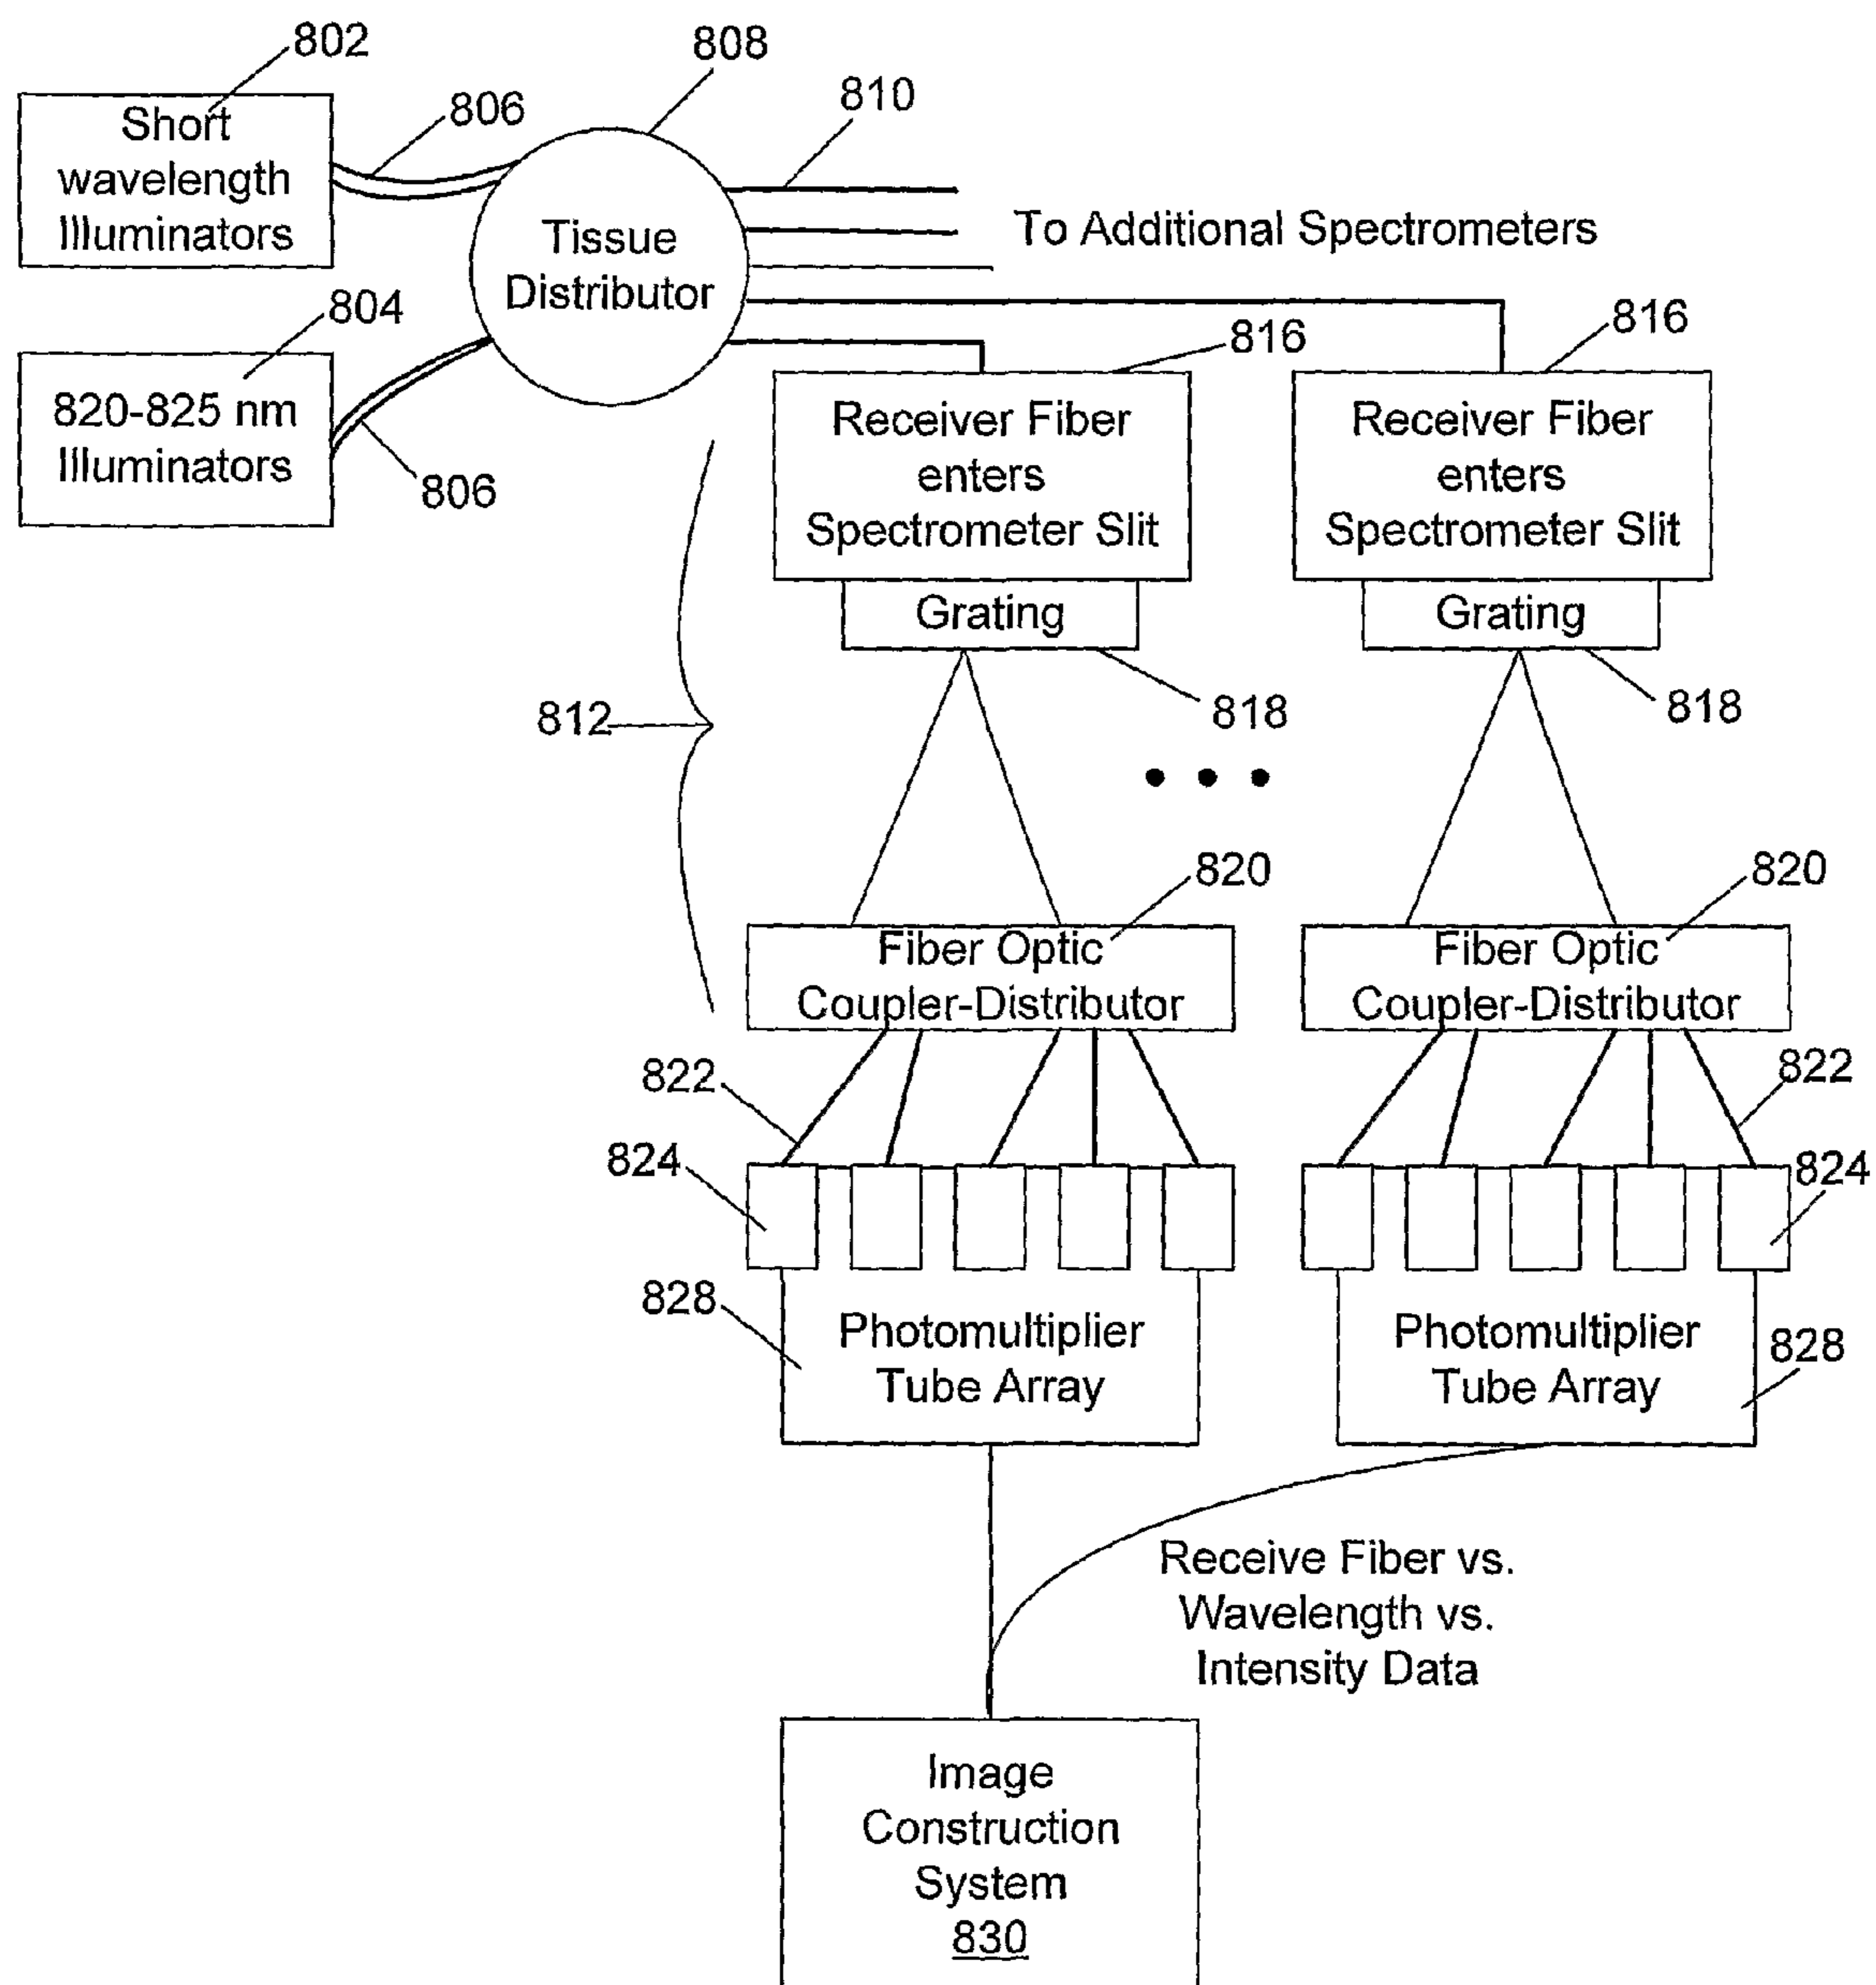 802
808
806
810
Short
wavelength
Illuminators
Tissue
Distributor
To Additional Spectrometers
804
820-825 nm
Illuminators
806
816
816
Receiver Fiber
enters
Spectrometer Slit
Receiver Fiber
enters
Spectrometer Slit
Grating
Grating
812
818
818
820
820
Fiber Optic
Coupler-Distributor
Fiber Optic
Coupler-Distributor
822
822
824
824
828
Photomultiplier
Tube Array
Photomultiplier
Tube Array
828
Receive Fiber vs.
Wavelength vs.
Intensity Data
Image
Construction
System
830